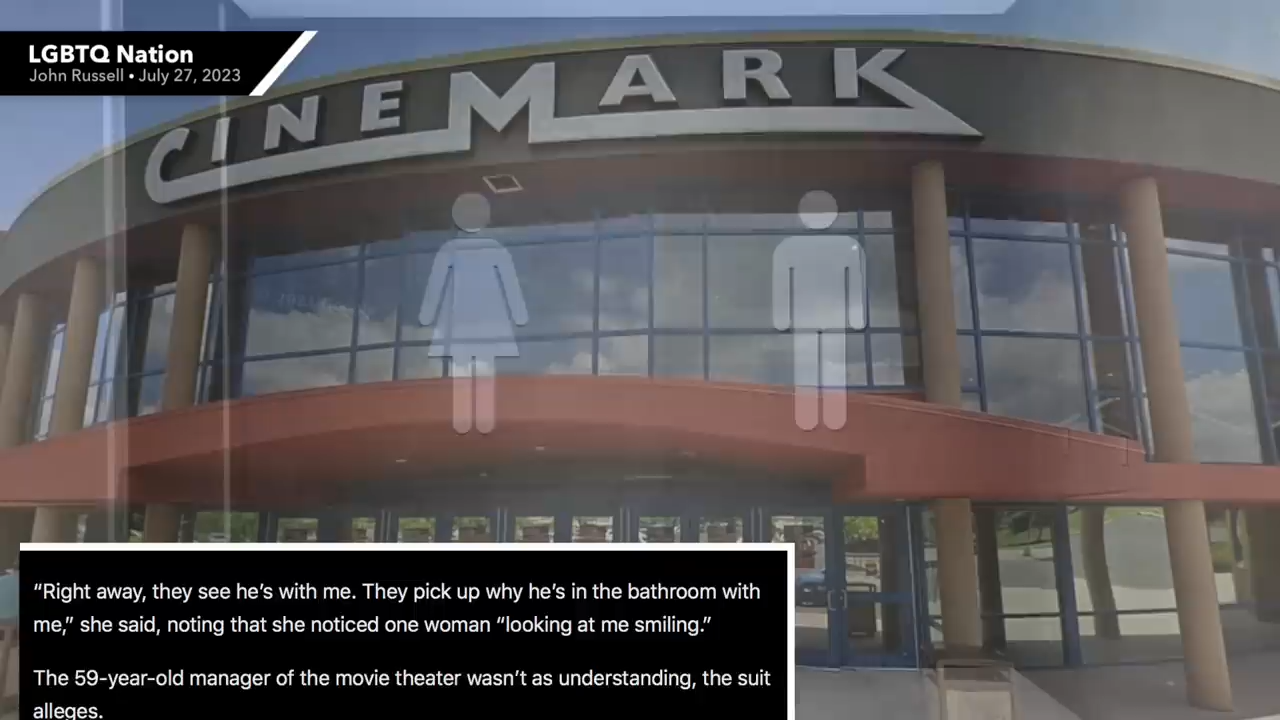 LGBTQ Nation
John Russell • July 27, 2023
CINEMARK
“Right away, they see he’s with me. They pick up why he’s in the bathroom with
me,” she said, noting that she noticed one woman “looking at me smiling.”
The 59-year-old manager of the movie theater wasn’t as understanding, the suit
alleges.